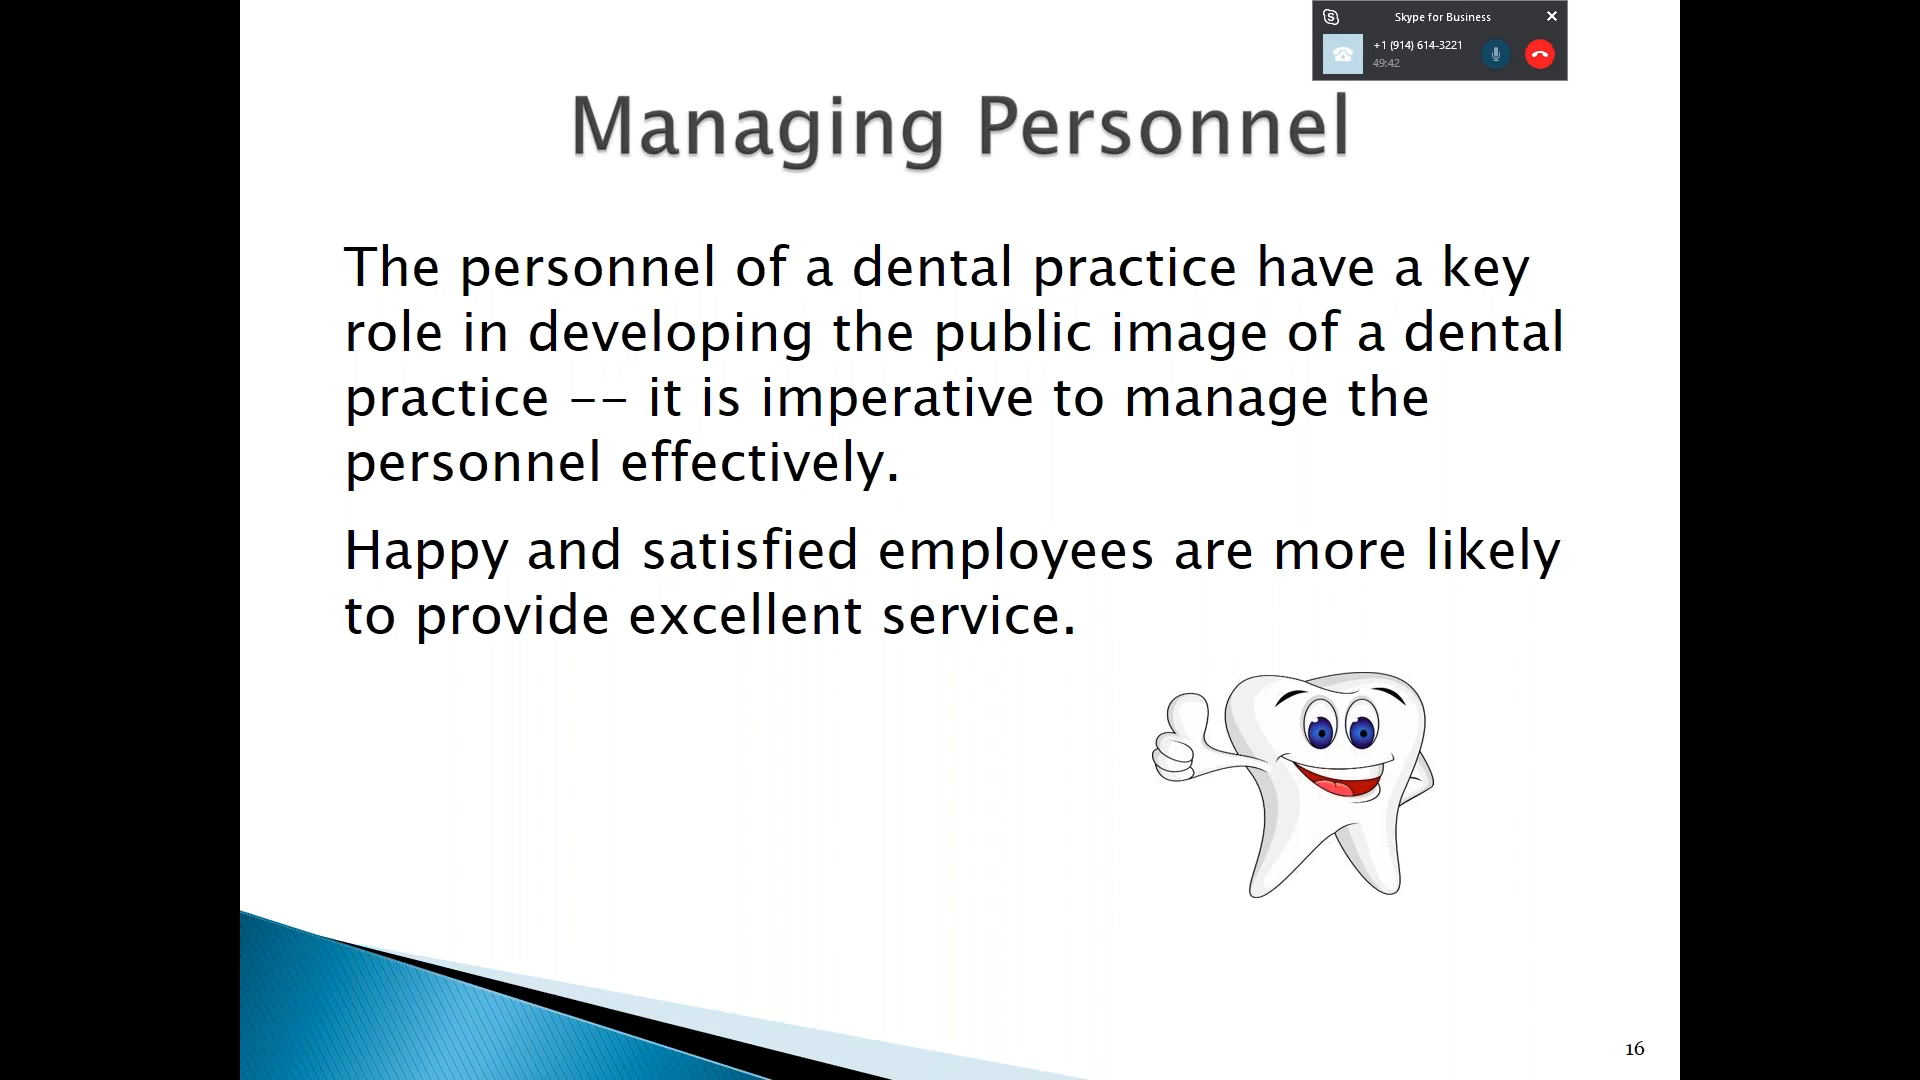 Skype for Business
+1 (914) 614-3221
49:42
Managing Personnel
The personnel of a dental practice have a key
role in developing the public image of a dental
practice -- it is imperative to manage the
personnel effectively.
Happy and satisfied employees are more likely
to provide excellent service.
16